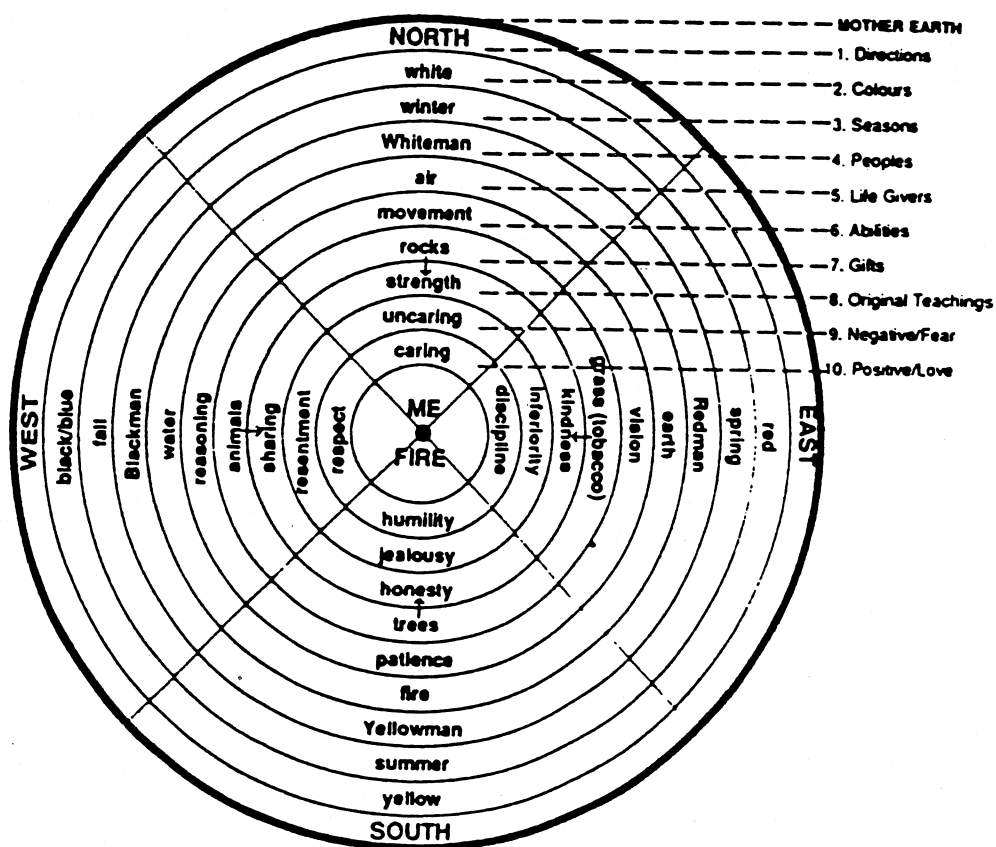 MOTHER EARTH
1. Directions
2. Colours
3. Seasons
4. Peoples
5. Life Givers
6. Abilities
7. Gifts
8. Original Teachings
9. Negative/Fear
10. Positive/Love
NORTH
white
winter
Whiteman
air
movement
rocks
strength
uncaring
caring
ME
FIRE
WEST
black/blue
fall
Blackman
water
reasoning
animals
sharing
resentment
respect
discipline
inferiority
kindness
grass (tobacco)
vision
earth
Redman
spring
red
EAST
humility
jealousy
honesty
trees
patience
fire
Yellowman
summer
yellow
SOUTH